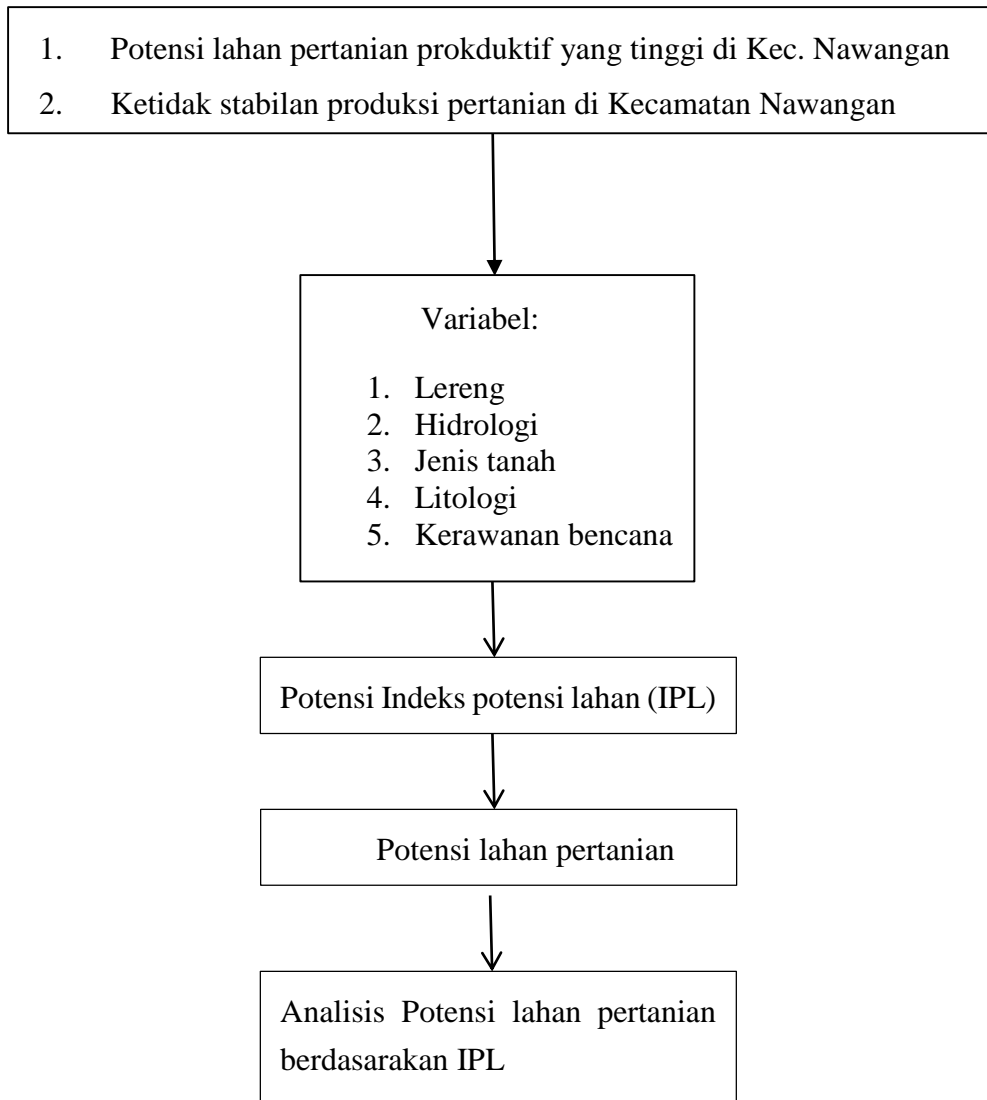 1. Potensi lahan pertanian prokduktif yang tinggi di Kec. Nawangan
2. Ketidak stabilan produksi pertanian di Kecamatan Nawangan
Variabel:
1. Lereng
2. Hidrologi
3. Jenis tanah
4. Litologi
5. Kerawanan bencana
Potensi Indeks potensi lahan (IPL)
Potensi lahan pertanian
Analisis Potensi lahan pertanian
berdasarakan IPL